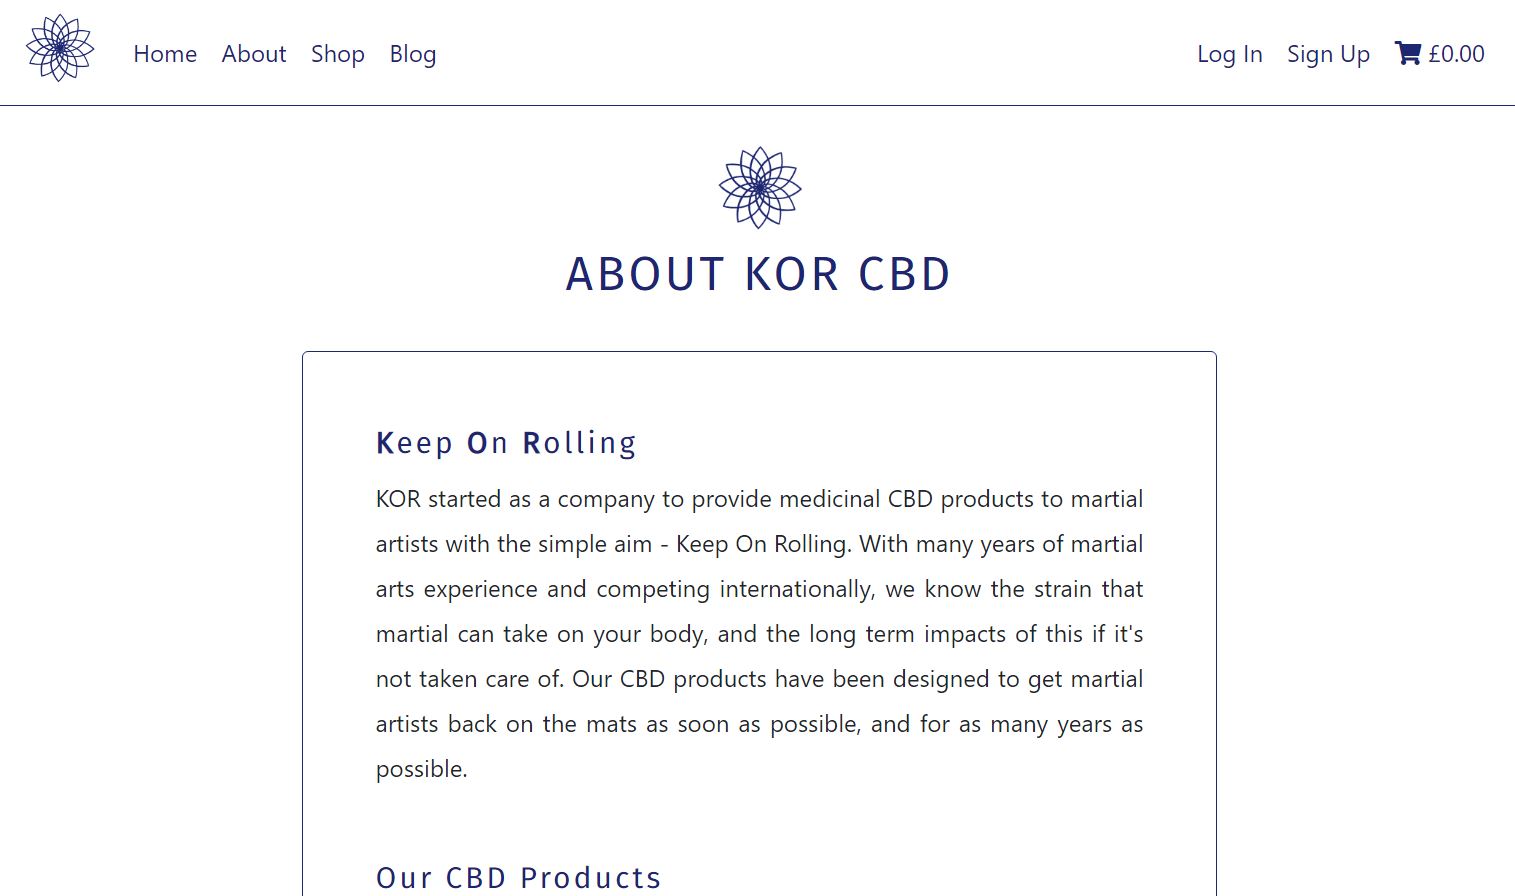 Home About Shop Blog Log In Sign Up £0.00
ABOUT KOR CBD
Keep On Rolling
KOR started as a company to provide medicinal CBD products to martial
artists with the simple aim - Keep On Rolling. With many years of martial
arts experience and competing internationally, we know the strain that
martial can take on your body, and the long term impacts of this if it's
not taken care of. Our CBD products have been designed to get martial
artists back on the mats as soon as possible, and for as many years as
possible.
Our CBD Products